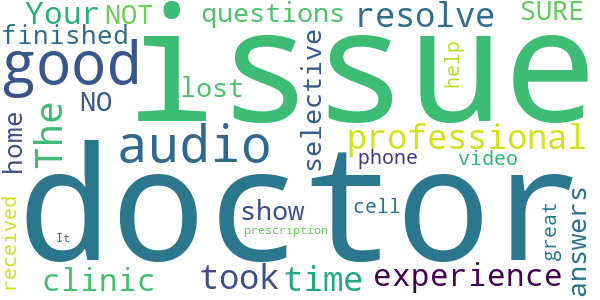 Your NOT questions resolve SURE
finished
good issue
help
NO lost selective
home The audio professional
phone video
doctor
received show cell great answers
It prescription
clinic took time experience